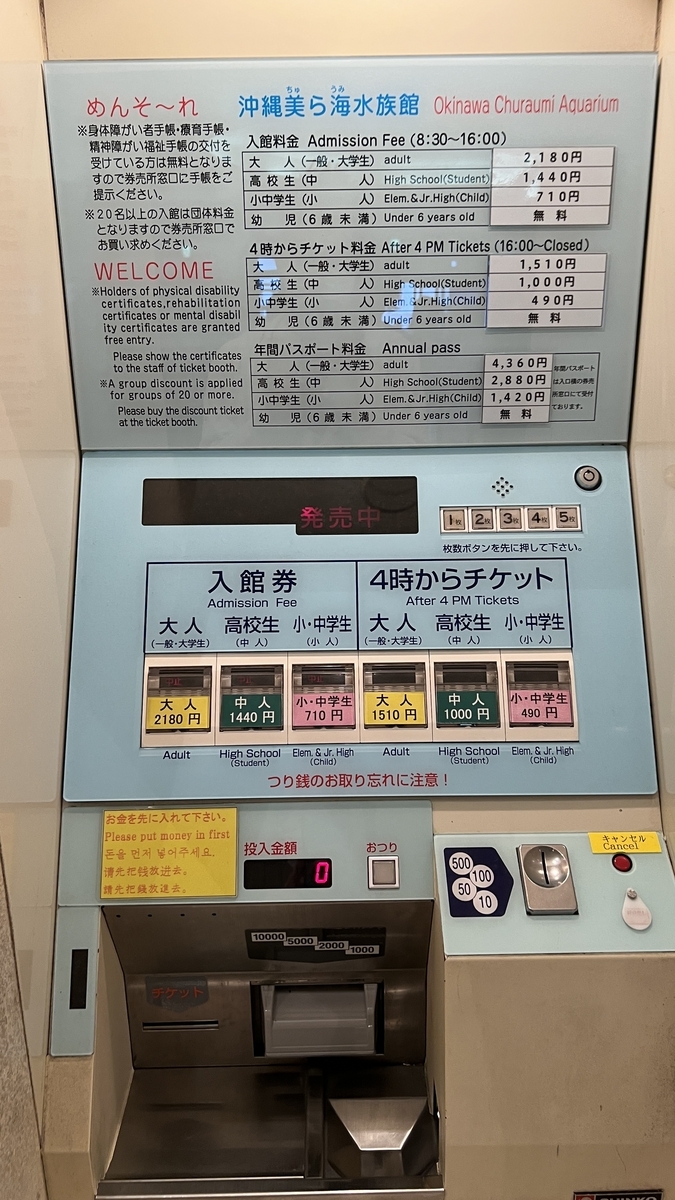 めんそ〜れ
※身体障がい者手帳・療育手帳・
精神障がい福祉手帳の交付を
受けている方は無料となりま
すので券売所窓口に手帳をご
提示ください。
※20名以上の入館は団体料金
となりますので券売所窓口で
お買い求めください。
WELCOME
※Holders of physical disability
certificates,rehabilitation
certificates or mental disabil
ity certificates are granted
free entry.
Please show the certificates
to the staff of ticket booth.
※A group discount is applied
for groups of 20 or more.
Please buy the discount ticket
at the ticket booth.
ちゅ うみ
沖縄美ら海水族館 Okinawa Churaumi Aquarium
入館料金 Admission Fee (8:30〜16:00)
大 人(一般・大学生) adult 2,180円
高校生(中 人) High School(Student) 1,440円
小中学生(小 人) Elem.&Jr.High(Child) 710円
幼 児(6歳未満) Under 6 years old 無料
4時からチケット料金 After 4 PM Tickets (16:00〜Closed)
大 人(一般・大学生) adult 1,510円
高校生(中 人) High School(Student) 1,000円
小中学生(小 人) Elem.&Jr.High(Child) 490円
幼 児(6歳未満) Under 6 years old 無料
年間パスポート料金 Annual pass
大 人(一般・大学生) adult 4,360円
高校生(中 人) High School(Student) 2,880円
小中学生(小 人) Elem.&Jr.High(Child) 1,420円
幼 児(6歳未満) Under 6 years old 無料
年間パスポート
は入口横の券売
所窓口にて受付
ております。
発売中
1枚 2枚 3枚 4枚 5枚
枚数ボタンを先に押して下さい。
入館券 4時からチケット
Admission Fee After 4 PM Tickets
大人 高校生 小・中学生 大人 高校生 小・中学生
(一般・大学生) (中人) (小人) (一般・大学生) (中人) (小人)
大人 中人 小・中学生 大人 中人 小・中学生
2180円 1440円 710円 1510円 1000円 490円
Adult High School Elem. & Jr. High Adult High School Elem. & Jr. High
(Student) (Child) (Student) (Child)
つり銭のお取り忘れに注意!
お金を先に入れて下さい。
Please put money in first
돈을 먼저 넣어주세요.
请先把钱放进去。
請先把錢放進去。
投入金額 おつり
0
キャンセル
Cancel
500
100
50
10
10000 5000 2000 1000
チケット